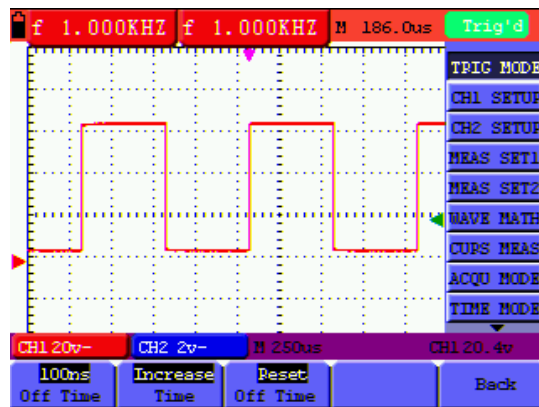 f 1.000KHZ f 1.000KHZ M 186.0us Trig'd
TRIG MODE
CH1 SETUP
CH2 SETUP
MEAS SET1
MEAS SET2
WAVE MATH
CURS MEAS
ACQU MODE
TIME MODE
CH1 20v- CH2 2v- M 250us CH1 20.4v
100ns Increase Reset
Off Time Time Off Time Back